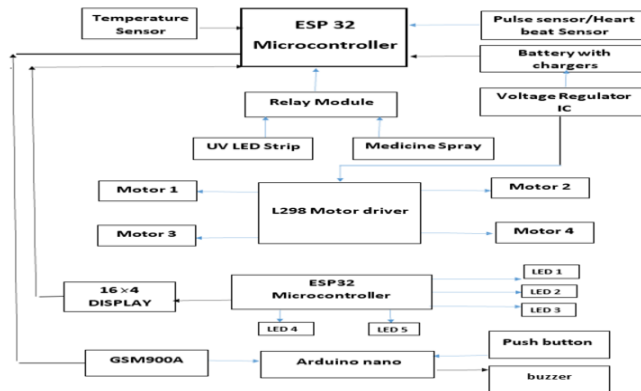 Temperature
Sensor
ESP 32
Microcontroller
Pulse sensor/Heart
beat Sensor
Battery with
chargers
Voltage Regulator
IC
Relay Module
UV LED Strip
Medicine Spray
Motor 1
Motor 2
L298 Motor driver
Motor 3
Motor 4
16 ×4
DISPLAY
ESP32
Microcontroller
LED 1
LED 2
LED 3
LED 4
LED 5
GSM900A
Arduino nano
Push button
buzzer